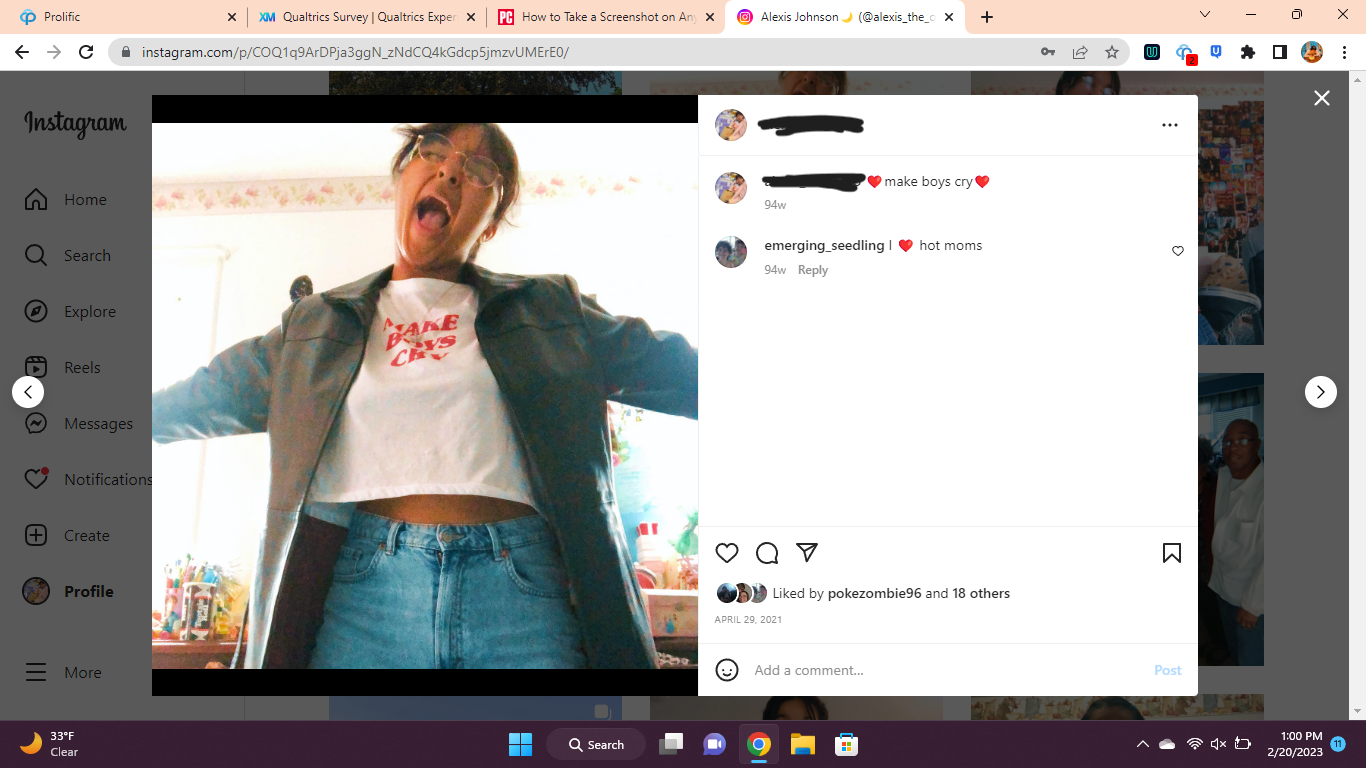 Prolific
Qualtrics Survey | Qualtrics Exper
How to Take a Screenshot on An
Alexis Johnson🌙 (@alexis_the_
instagram.com/p/COQ1q9ArDPja3ggN_zNdCQ4kGdcp5jmzvUMErE0/
2
Instagram
Home
Search
Explore
Reels
Messages
Notifications
Create
Profile
More
MAKE
BOYS
CRY
❤️make boys cry❤️
94w
emerging_seedling I ❤️ hot moms
94w Reply
Liked by pokezombie96 and 18 others
APRIL 29, 2021
Add a comment...
Post
33°F
Clear
Search
1:00 PM
2/20/2023
11